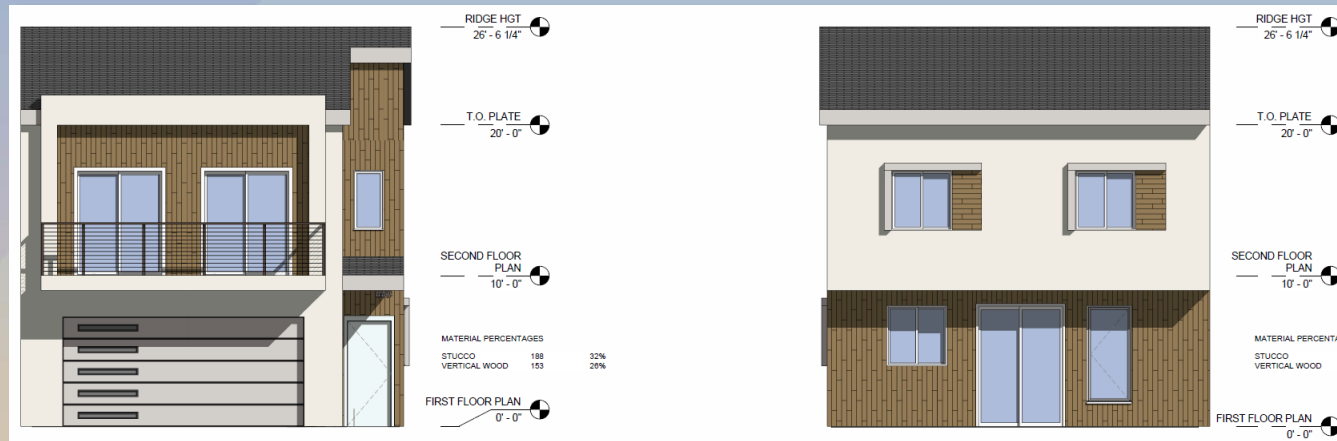 RIDGE HGT
26' - 6 1/4"
T.O. PLATE
20' - 0"
SECOND FLOOR
PLAN
10' - 0"
MATERIAL PERCENTAGES
STUCCO 188 32%
VERTICAL WOOD 153 26%
FIRST FLOOR PLAN
0' - 0"
RIDGE HGT
26' - 6 1/4"
T.O. PLATE
20' - 0"
SECOND FLOOR
PLAN
10' - 0"
MATERIAL PERCENTA
STUCCO
VERTICAL WOOD
FIRST FLOOR PLAN
0' - 0"